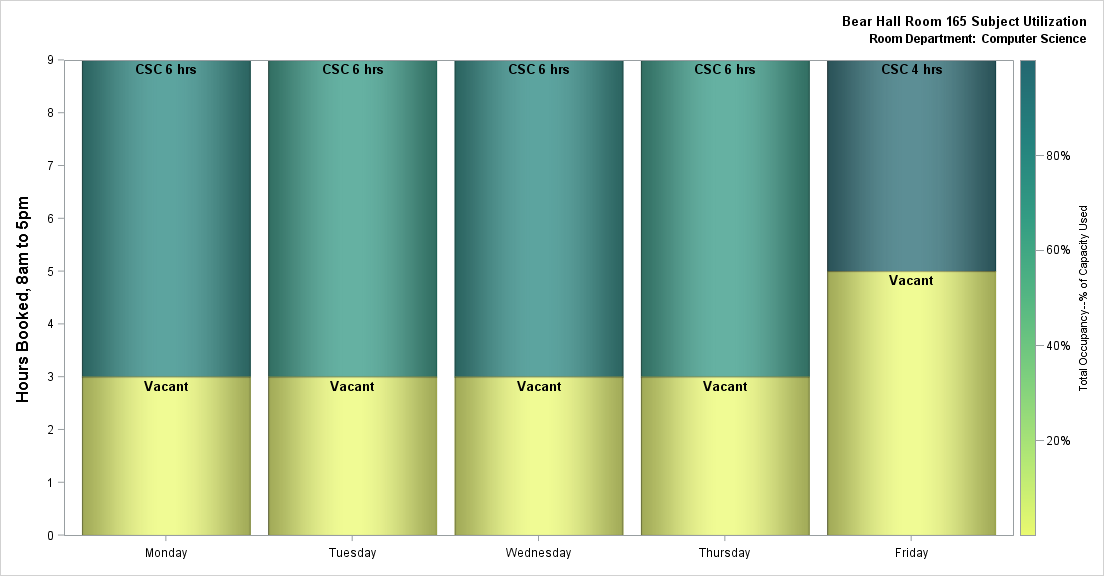 Bear Hall Room 165 Subject Utilization
Room Department: Computer Science
Hours Booked, 8am to 5pm
9
8
7
6
5
4
3
2
1
0
CSC 6 hrs
CSC 6 hrs
CSC 6 hrs
CSC 6 hrs
CSC 4 hrs
Vacant
Vacant
Vacant
Vacant
Vacant
Monday
Tuesday
Wednesday
Thursday
Friday
80%
60%
40%
20%
Total Occupancy--% of Capacity Used